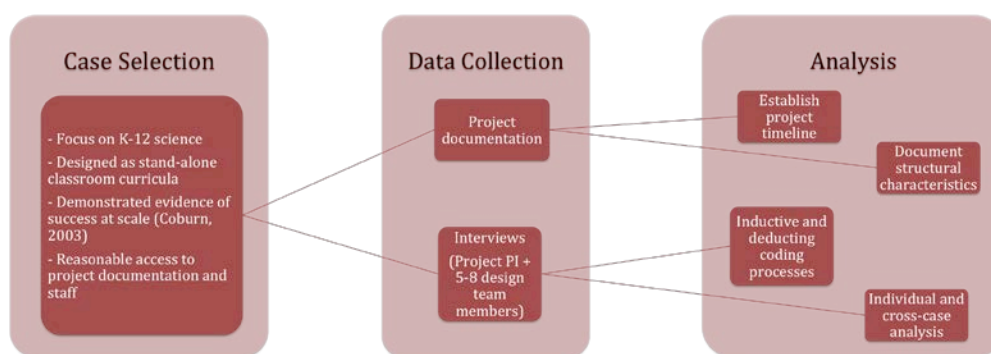 Case Selection
- Focus on K-12 science
- Designed as stand-alone
classroom curricula
- Demonstrated evidence of
success at scale (Coburn,
2003)
- Reasonable access to
project documentation and
staff
Data Collection
Project
documentation
Interviews
(Project PI +
5-8 design
team
members)
Analysis
Establish
project
timeline
Document
structural
characteristics
Inductive and
deducting
coding
processes
Individual and
cross-case
analysis